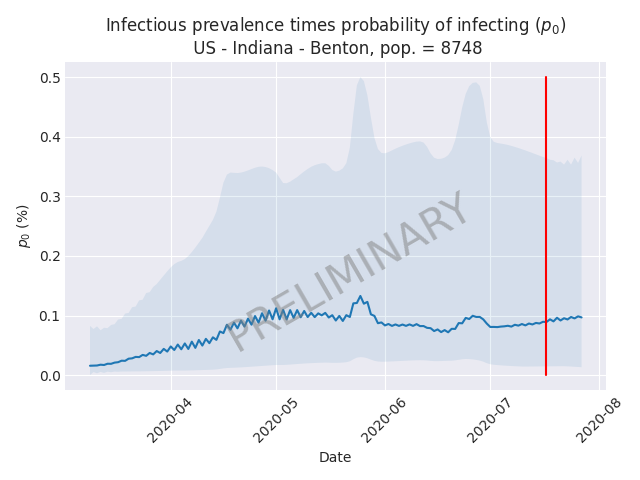 Infectious prevalence times probability of infecting (p₀)
US - Indiana - Benton, pop. = 8748
0.5
0.4
0.3
0.2
0.1
0.0
p₀ (%)
PRELIMINARY
2020-04
2020-05
2020-06
2020-07
2020-08
Date